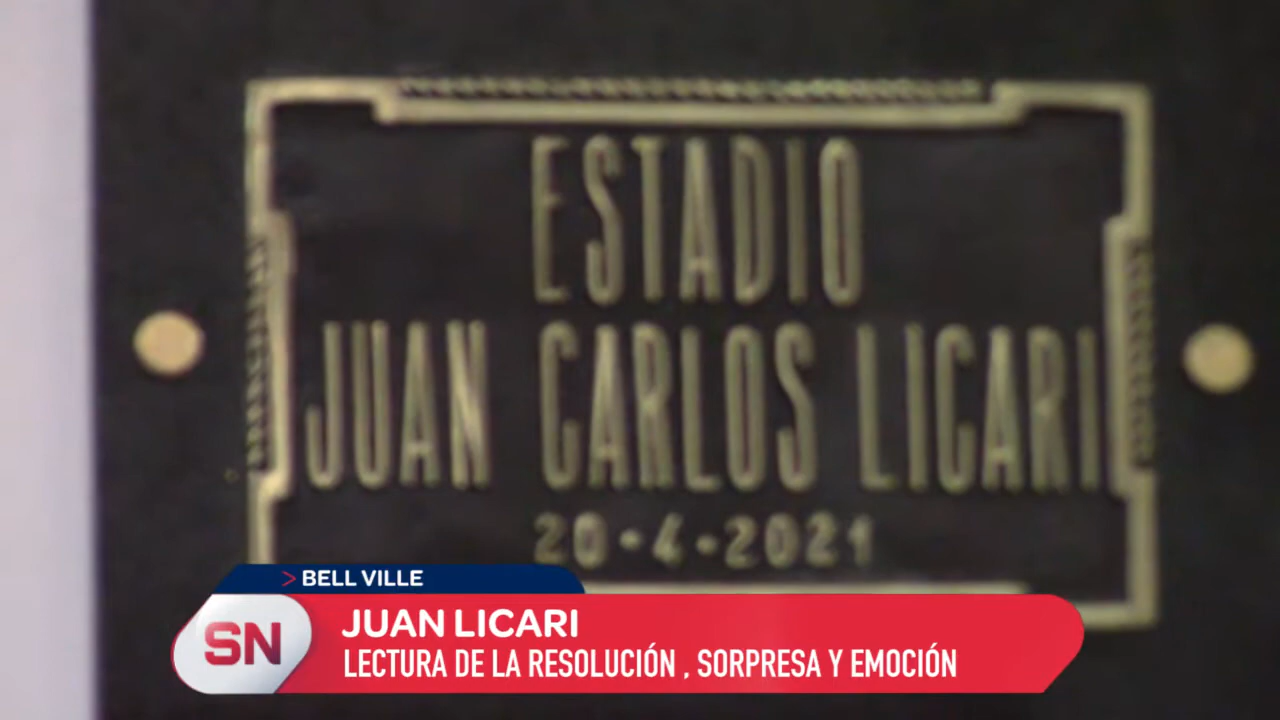 ESTADIO
JUAN CARLOS LICARI
20-4-2021
> BELL VILLE
SN
JUAN LICARI
LECTURA DE LA RESOLUCIÓN , SORPRESA Y EMOCIÓN